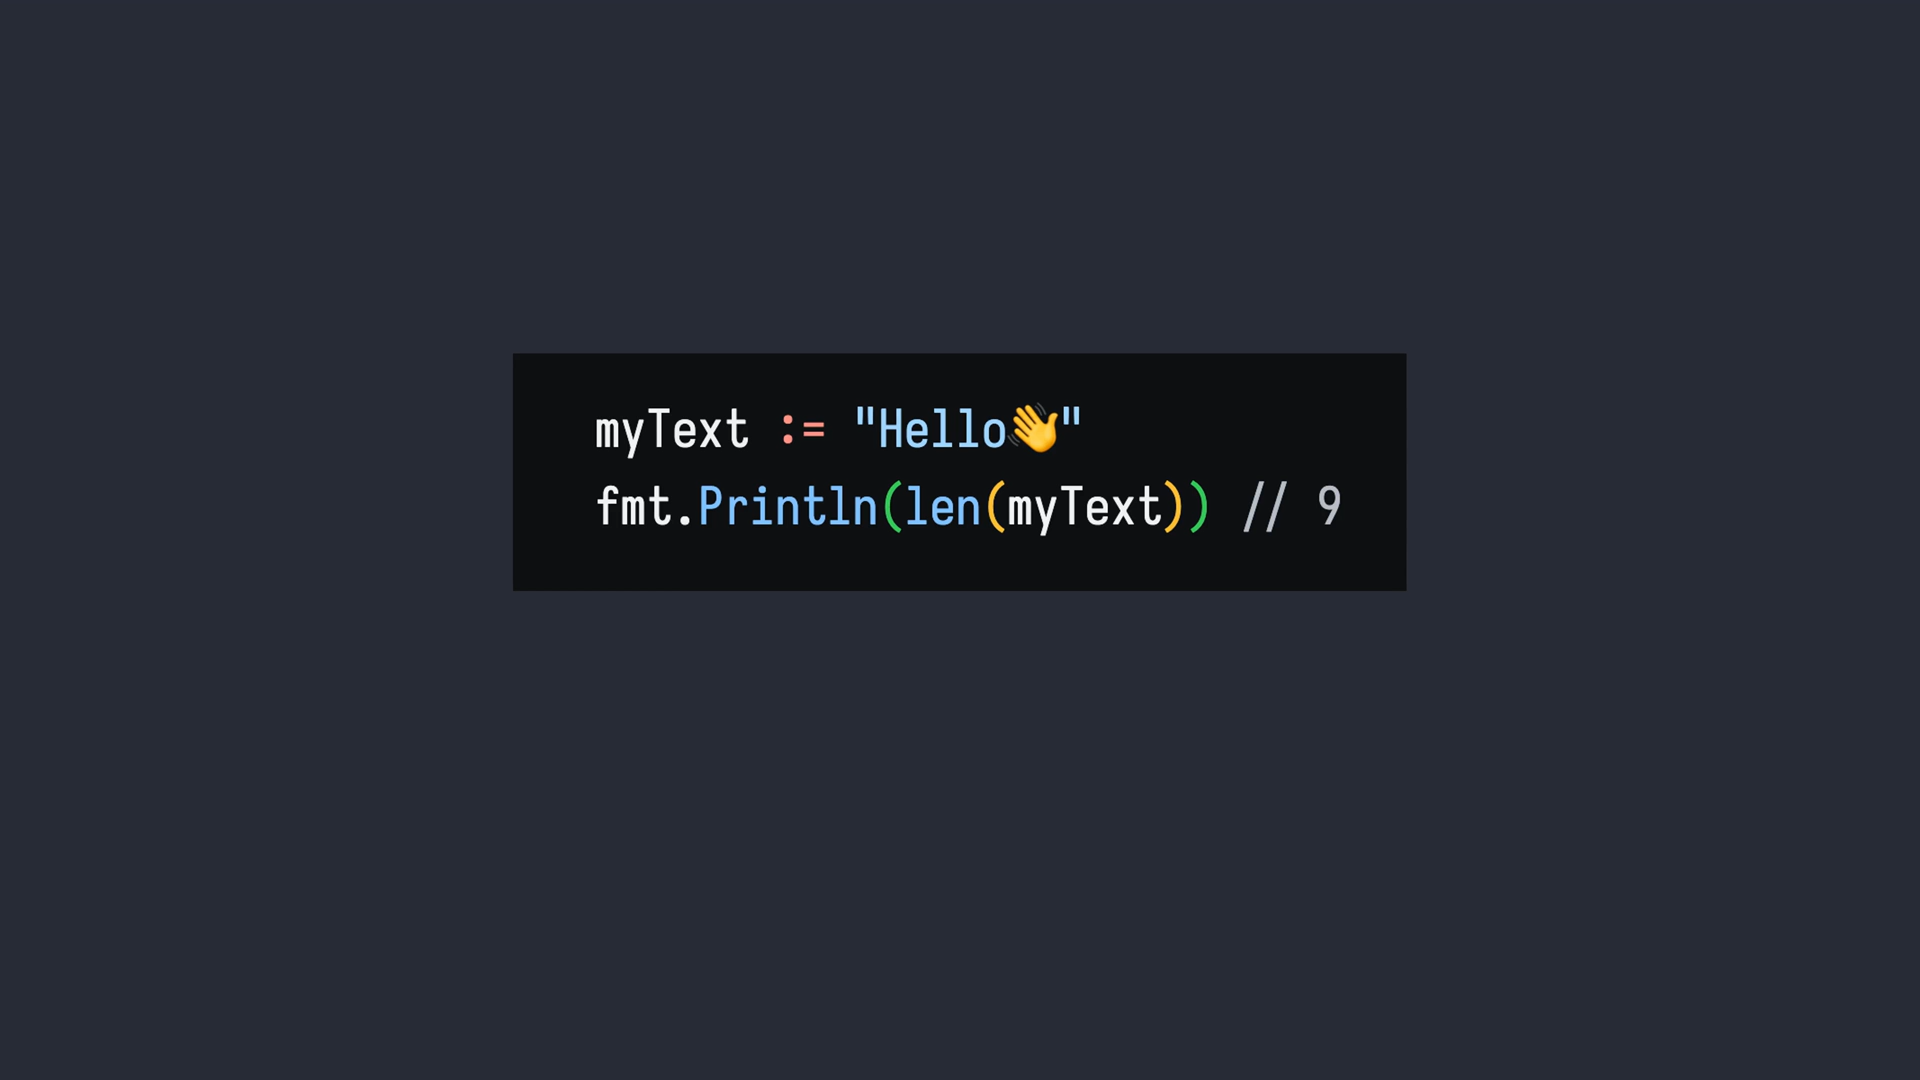 myText := "Hello👋"
fmt.Println(len(myText)) // 9